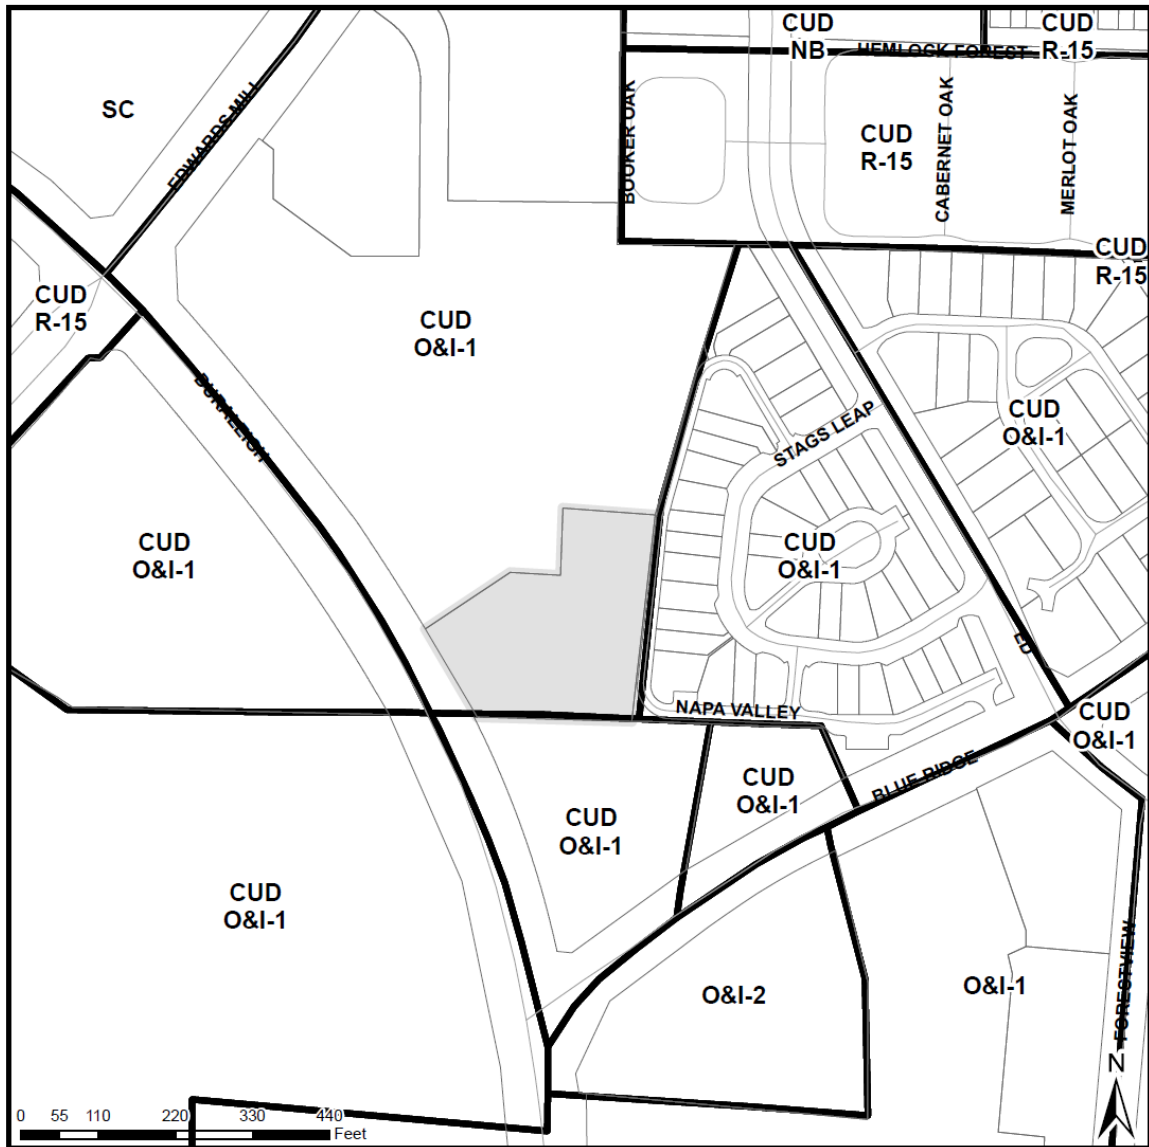 CUD
NB
CUD
R-15
HEMLOCK FOREST
SC
EDWARDS MILL
BOOKER OAK
CUD
R-15
CABERNET OAK
MERLOT OAK
CUD
R-15
CUD
R-15
CUD
O&I-1
DURALEIGH
STAGS LEAP
CUD
O&I-1
CUD
O&I-1
CUD
O&I-1
ED
NAPA VALLEY
CUD
O&I-1
BLUE RIDGE
CUD
O&I-1
CUD
O&I-1
CUD
O&I-1
O&I-2
O&I-1
FORESTVIEW
N
0 55 110 220 330 440
Feet